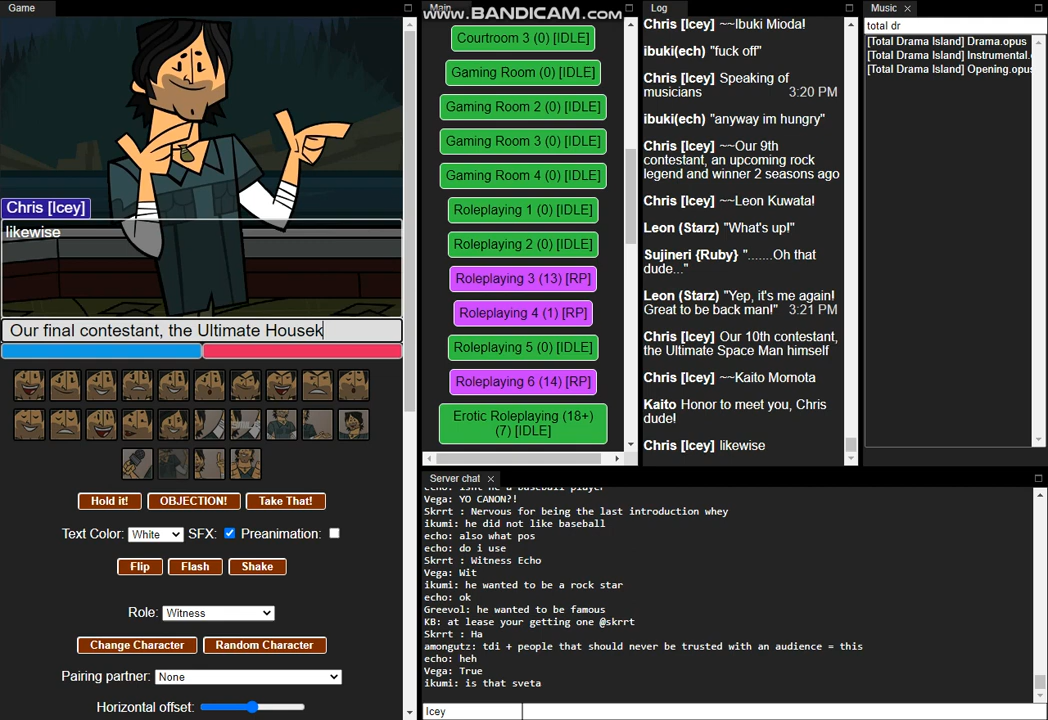 Game
Main
Log
Music
WWW.BANDICAM.COM
Chris [Icey]
likewise
Our final contestant, the Ultimate Housek
Hold it!
OBJECTION!
Take That!
Text Color:
White
SFX:
Preanimation:
Flip
Flash
Shake
Role:
Witness
Change Character
Random Character
Pairing partner:
None
Horizontal offset:
Courtroom 3 (0) [IDLE]
Gaming Room (0) [IDLE]
Gaming Room 2 (0) [IDLE]
Gaming Room 3 (0) [IDLE]
Gaming Room 4 (0) [IDLE]
Roleplaying 1 (0) [IDLE]
Roleplaying 2 (0) [IDLE]
Roleplaying 3 (13) [RP]
Roleplaying 4 (1) [RP]
Roleplaying 5 (0) [IDLE]
Roleplaying 6 (14) [RP]
Erotic Roleplaying (18+)
(7) [IDLE]
Chris [Icey] ~~Ibuki Mioda!
ibuki(ech) "fuck off"
Chris [Icey] Speaking of
musicians 3:20 PM
ibuki(ech) "anyway im hungry"
Chris [Icey] ~~Our 9th
contestant, an upcoming rock
legend and winner 2 seasons ago
Chris [Icey] ~~Leon Kuwata!
Leon (Starz) "What's up!"
Sujineri {Ruby} ".......Oh that
dude..."
Leon (Starz) "Yep, it's me again!
Great to be back man!" 3:21 PM
Chris [Icey] Our 10th contestant,
the Ultimate Space Man himself
Chris [Icey] ~~Kaito Momota
Kaito Honor to meet you, Chris
dude!
Chris [Icey] likewise
total dr
[Total Drama Island] Drama.opus
[Total Drama Island] Instrumental.
[Total Drama Island] Opening.opus
Server chat
echo: isnt he a baseball player
Vega: YO CANON?!
Skrrt : Nervous for being the last introduction whey
ikumi: he did not like baseball
echo: also what pos
echo: do i use
Skrrt : Witness Echo
Vega: Wit
ikumi: he wanted to be a rock star
echo: ok
Greevol: he wanted to be famous
KB: at lease your getting one @skrrt
Skrrt : Ha
amongutz: tdi + people that should never be trusted with an audience = this
echo: heh
Vega: True
ikumi: is that sveta
Icey